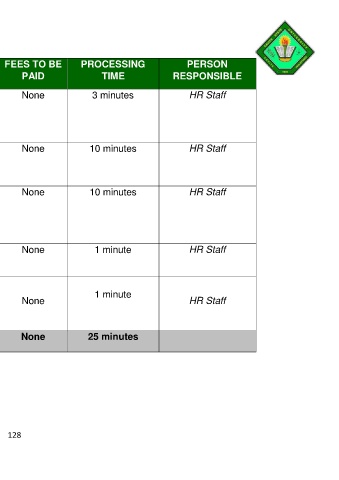 FEES TO BE PAID PROCESSING TIME PERSON RESPONSIBLE
None 3 minutes HR Staff
None 10 minutes HR Staff
None 10 minutes HR Staff
None 1 minute HR Staff
None 1 minute HR Staff
None 25 minutes
128